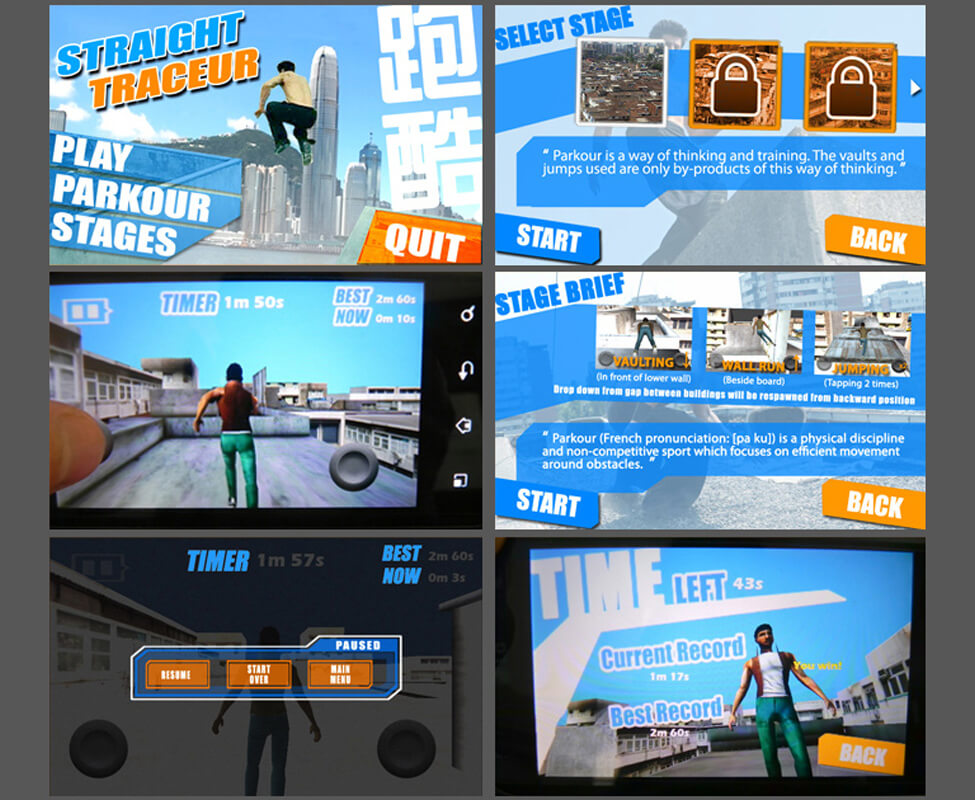 STRAIGHT
TRACEUR
跑
酷
PLAY
PARKOUR
STAGES
QUIT
SELECT STAGE
“ Parkour is a way of thinking and training. The vaults and
jumps used are only by-products of this way of thinking. ”
START
BACK
TIMER 1m 50s
BEST 2m 60s
NOW 0m 10s
STAGE BRIEF
VAULTING
(In front of lower wall)
WALL RUN
(Beside board)
JUMPING
(Tapping 2 times)
Drop down from gap between buildings will be respawned from backward position
“ Parkour (French pronunciation: [pa ku]) is a physical discipline
and non-competitive sport which focuses on efficient movement
around obstacles. ”
START
BACK
TIMER 1m 57s
BEST 2m 60s
NOW 0m 3s
PAUSED
RESUME
START
OVER
MAIN
MENU
TIME LEFT 43s
Current Record
1m 17s
You win!
Best Record
2m 60s
BACK